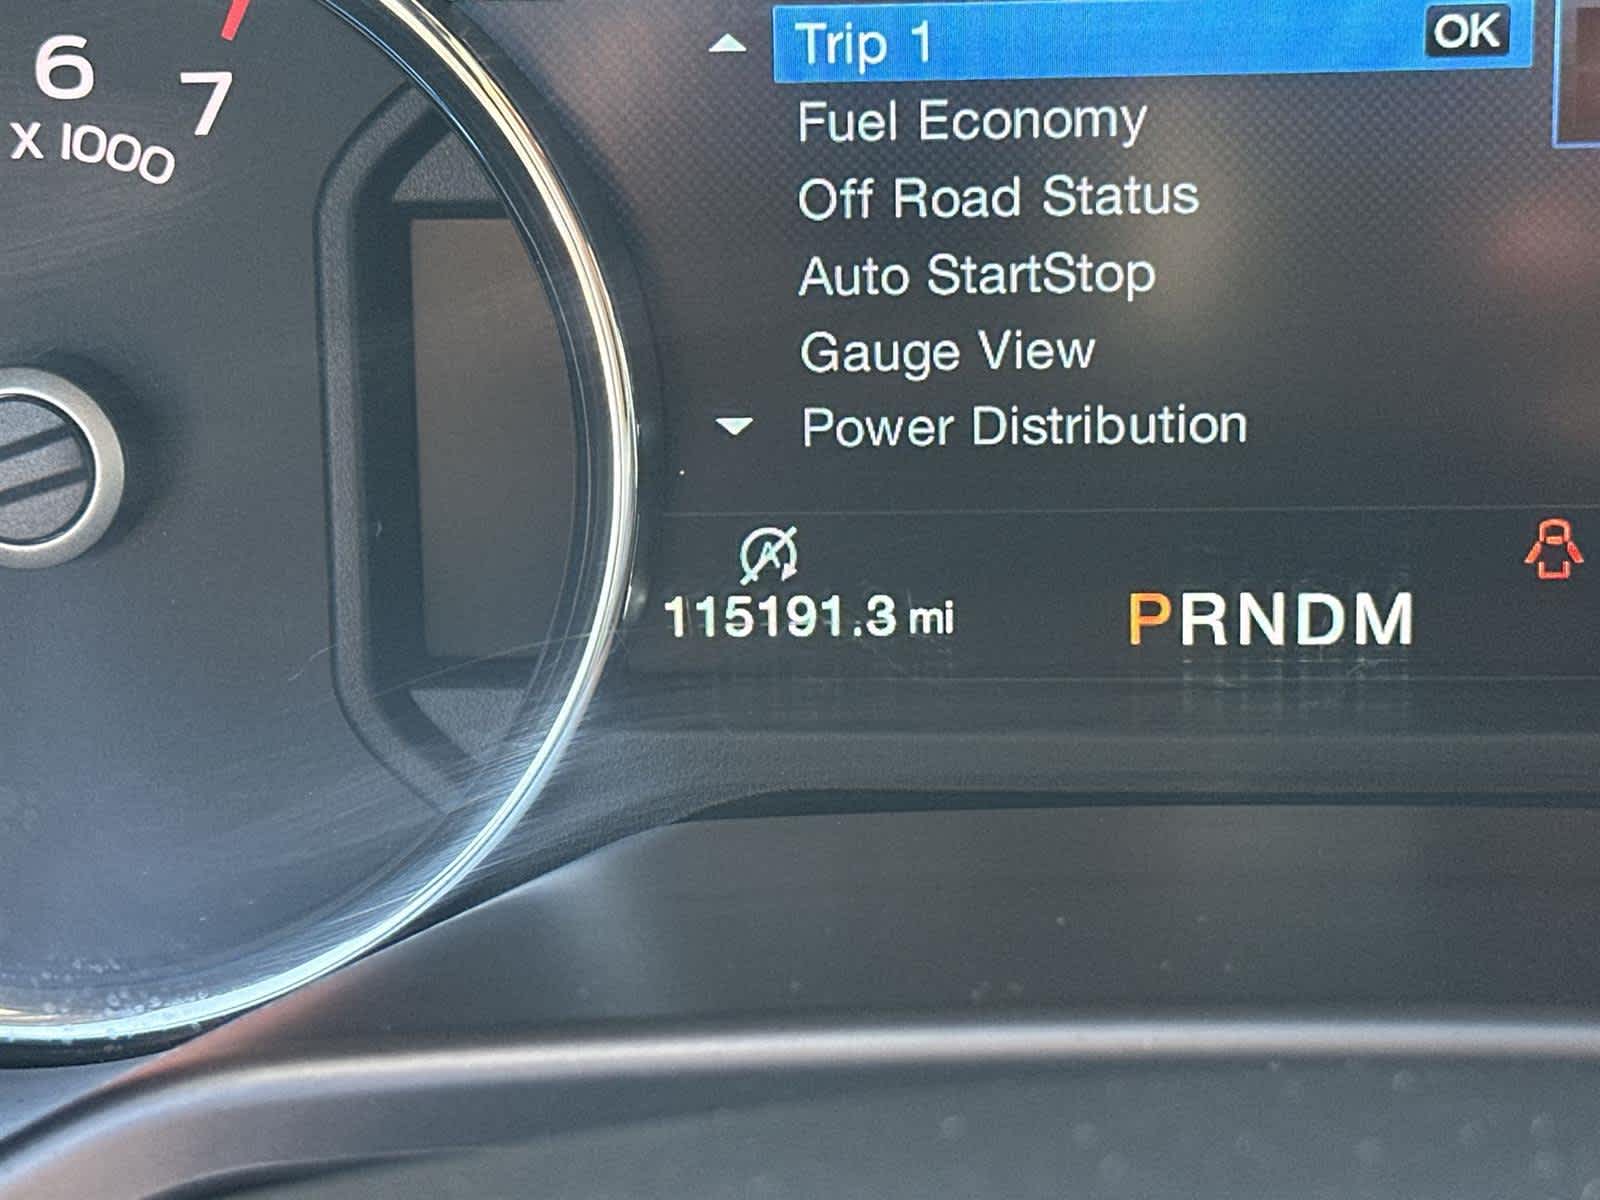 6
7
X 1000
Trip 1 OK
Fuel Economy
Off Road Status
Auto StartStop
Gauge View
Power Distribution
A
115191.3 mi
PRNDM